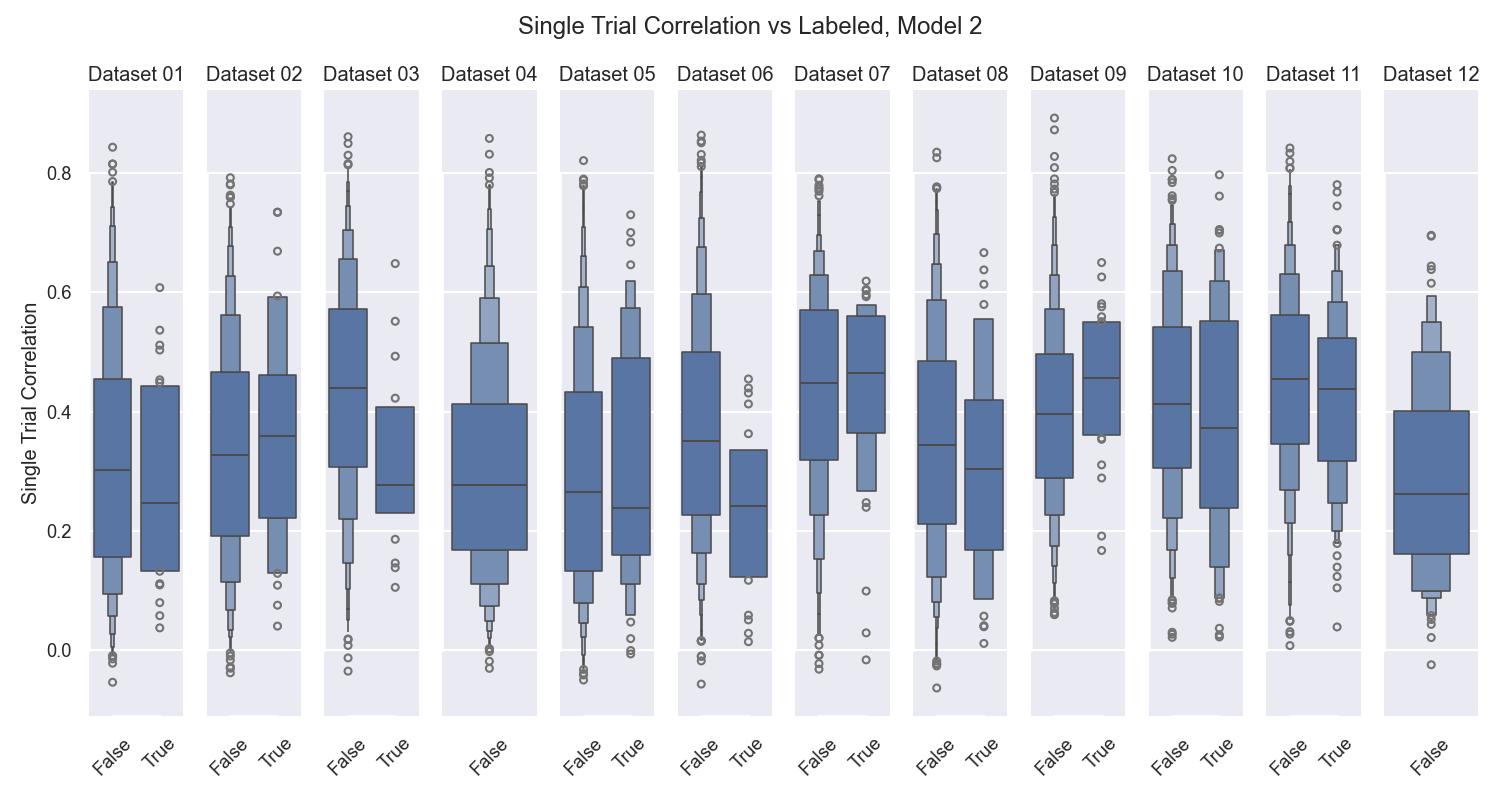 Single Trial Correlation vs Labeled, Model 2
Dataset 01 Dataset 02 Dataset 03 Dataset 04 Dataset 05 Dataset 06 Dataset 07 Dataset 08 Dataset 09 Dataset 10 Dataset 11 Dataset 12
Single Trial Correlation
0.8
0.6
0.4
0.2
0.0
False True False True False True False False True False True False True False True False True False True False True False